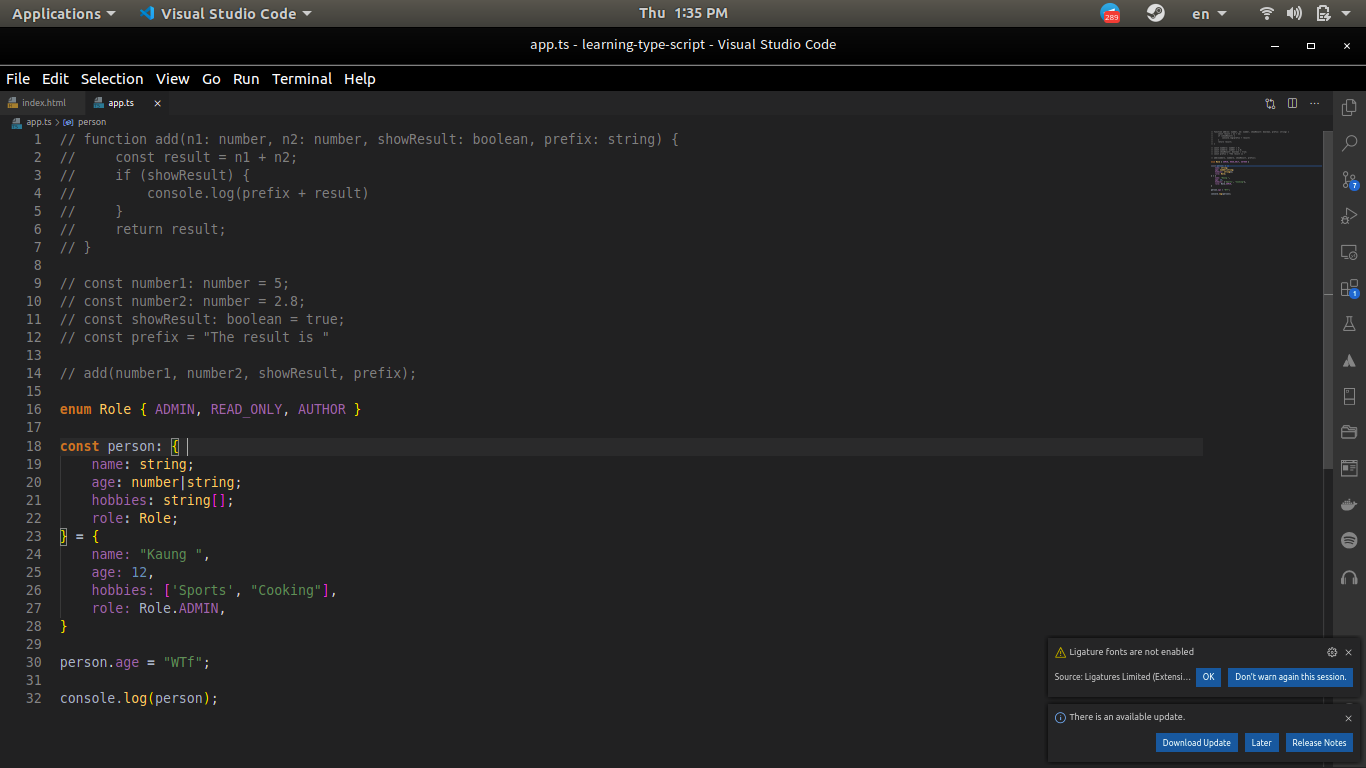 Applications Visual Studio Code Thu 1:35 PM 289 en
app.ts - learning-type-script - Visual Studio Code
File Edit Selection View Go Run Terminal Help
index.html app.ts
app.ts > person
1 // function add(n1: number, n2: number, showResult: boolean, prefix: string) {
2 //     const result = n1 + n2;
3 //     if (showResult) {
4 //         console.log(prefix + result)
5 //     }
6 //     return result;
7 // }
8
9 // const number1: number = 5;
10 // const number2: number = 2.8;
11 // const showResult: boolean = true;
12 // const prefix = "The result is "
13
14 // add(number1, number2, showResult, prefix);
15
16 enum Role { ADMIN, READ_ONLY, AUTHOR }
17
18 const person: {
19     name: string;
20     age: number|string;
21     hobbies: string[];
22     role: Role;
23 } = {
24     name: "Kaung ",
25     age: 12,
26     hobbies: ['Sports', "Cooking"],
27     role: Role.ADMIN,
28 }
29
30 person.age = "WTf";
31
32 console.log(person);
7
1
Ligature fonts are not enabled
Source: Ligatures Limited (Extensi... OK Don't warn again this session.
There is an available update.
Download Update Later Release Notes